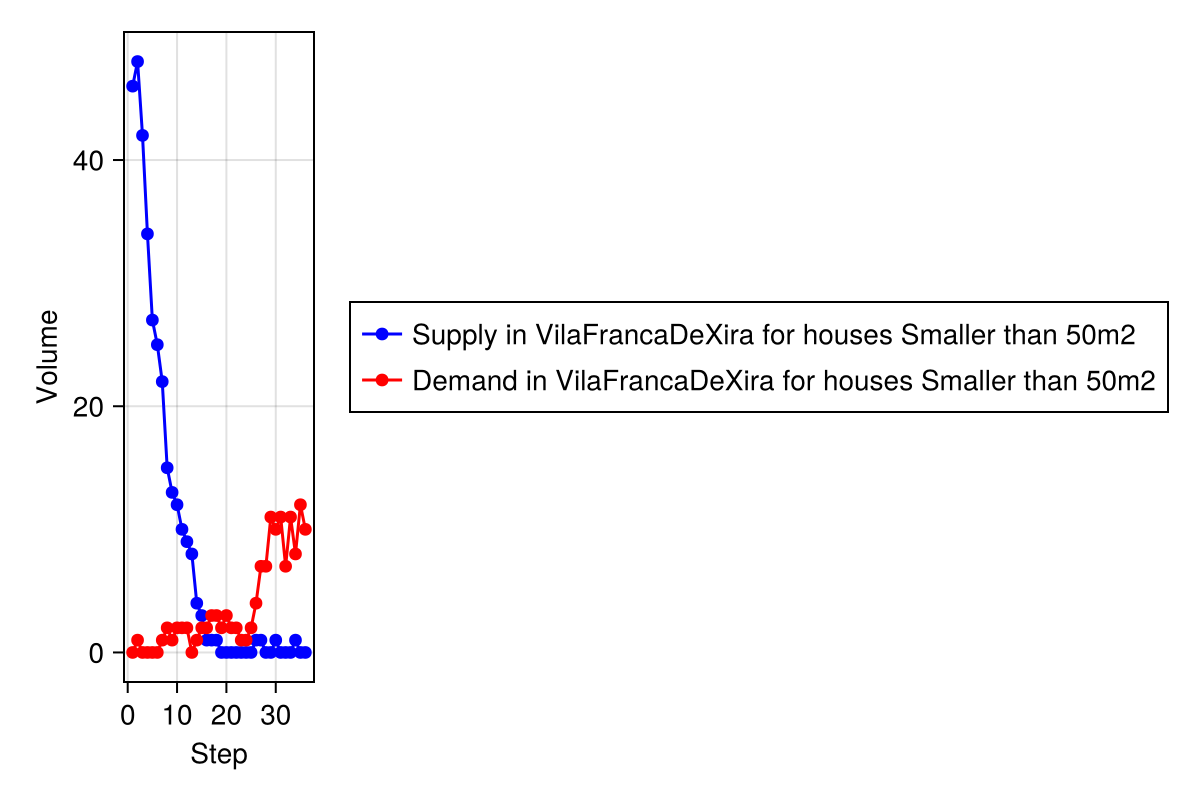 Volume
40
20
0
0 10 20 30
Step
Supply in VilaFrancaDeXira for houses Smaller than 50m2
Demand in VilaFrancaDeXira for houses Smaller than 50m2